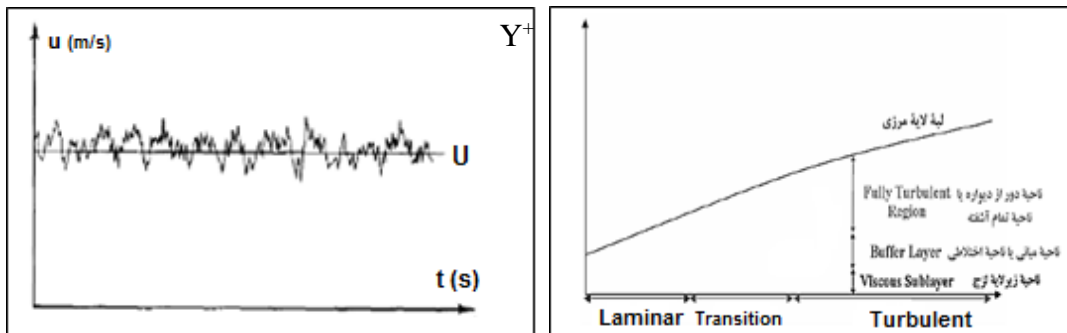 u (m/s)
U
t (s)
Y+
لبهٔ لایهٔ مرزی
Fully Turbulent Region ناحیهٔ دور از دیواره یا ناحیهٔ تمام آشفته
Buffer Layer ناحیهٔ میانی یا ناحیهٔ اختلاطی
Viscous Sublayer ناحیهٔ زیرلایهٔ لزج
Laminar Transition Turbulent